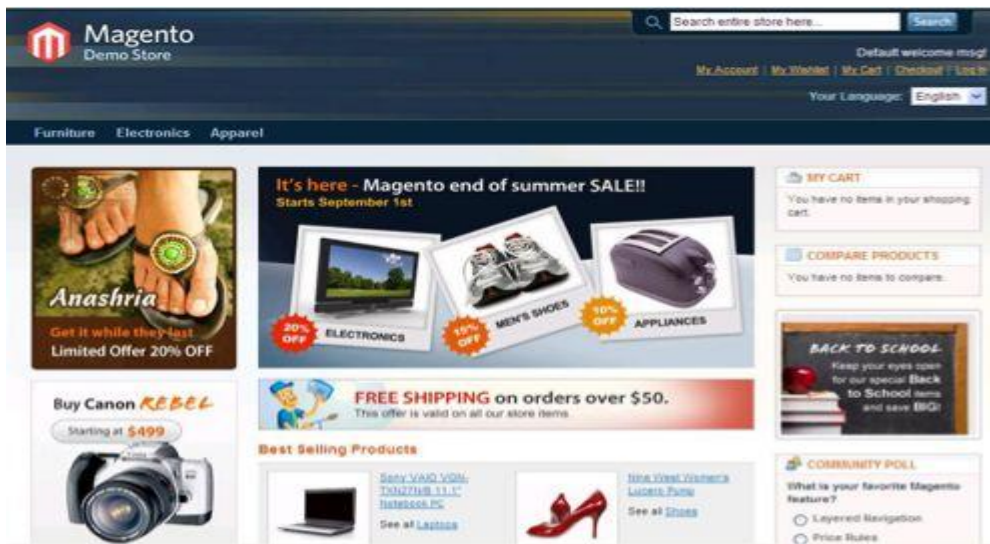 Magento
Demo Store
Search entire store here...
Search
Default welcome msg!
My Account | My Wishlist | My Cart | Checkout | Log In
Your Language: English
Furniture Electronics Apparel
Anashria
Get it while they last
Limited Offer 20% OFF
It's here - Magento end of summer SALE!!
Starts September 1st
20% OFF
ELECTRONICS
15% OFF
MEN'S SHOES
10% OFF
APPLIANCES
MY CART
You have no items in your shopping
cart.
COMPARE PRODUCTS
You have no items to compare.
BACK TO SCHOOL
Keep your eyes open
for our special Back
to School items
and save BIG!
Buy Canon REBEL
Starting at $499
FREE SHIPPING on orders over $50.
This offer is valid on all our store items.
Best Selling Products
Sony VAIO VGN-
TXN27N/B 11.1"
Notebook PC
See all Laptops
Nine West Women's
Lucero Pump
See all Shoes
COMMUNITY POLL
What is your favorite Magento
feature?
Layered Navigation
Price Rules